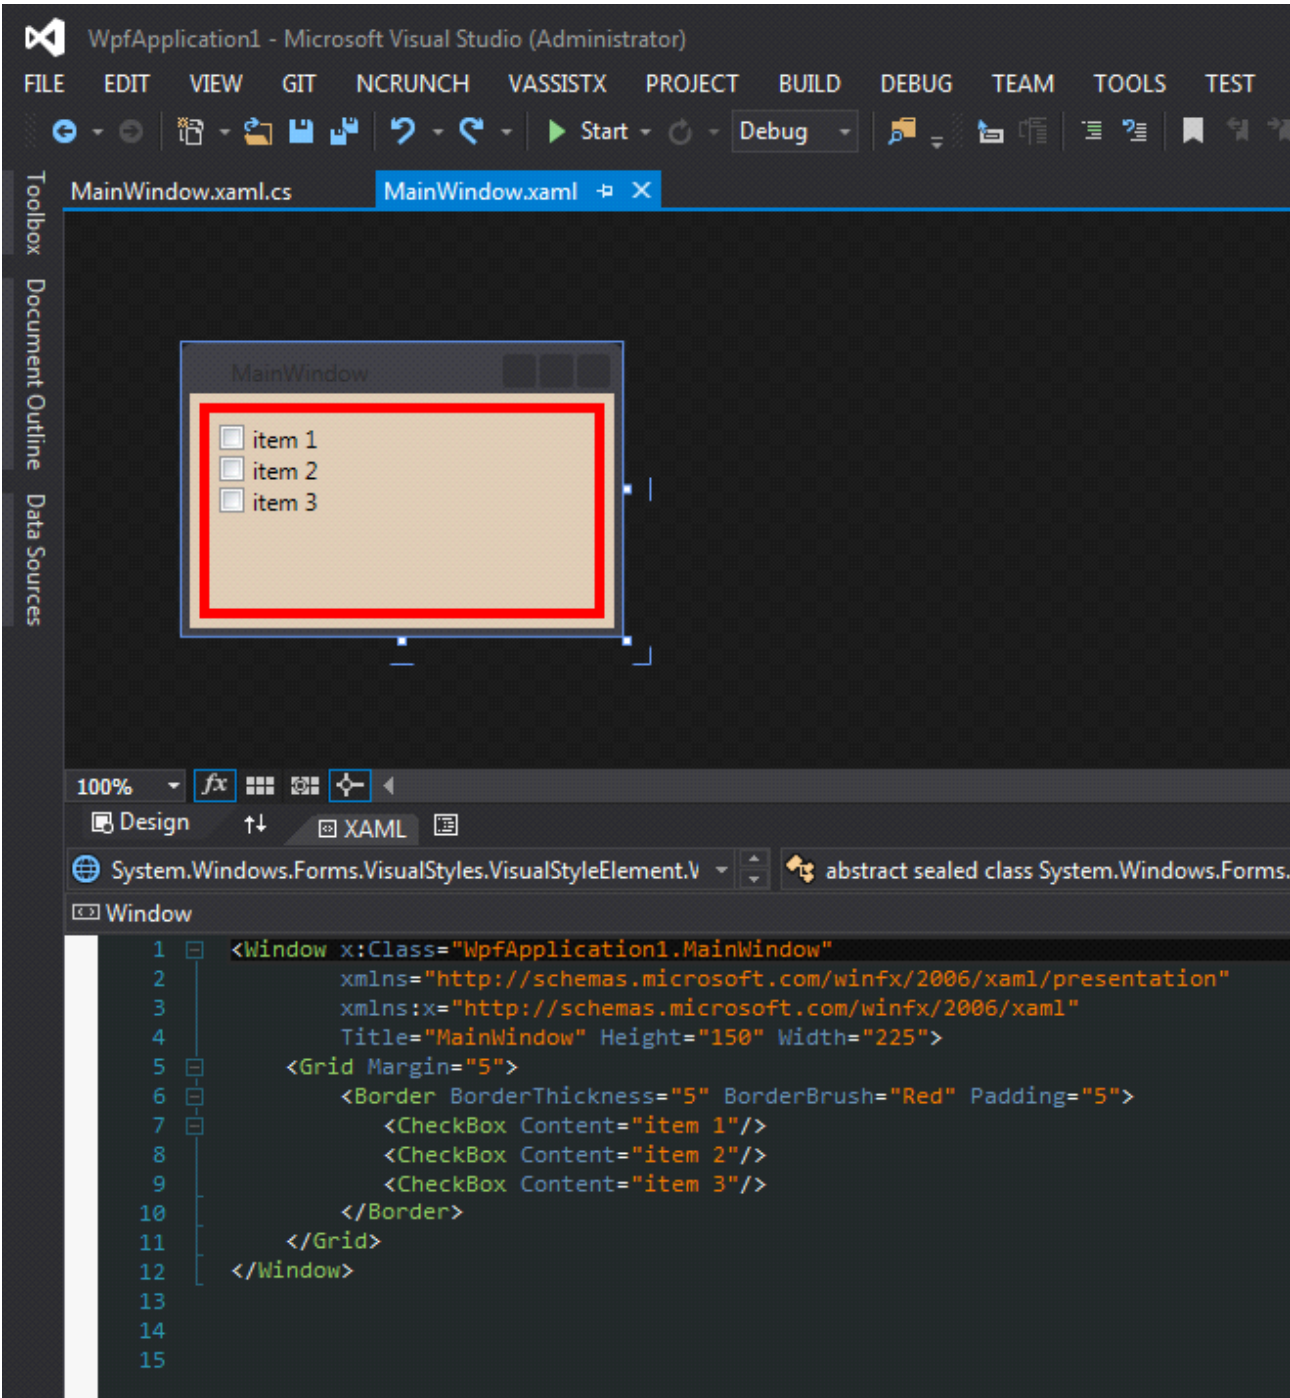 WpfApplication1 - Microsoft Visual Studio (Administrator)
FILE EDIT VIEW GIT NCRUNCH VASSISTX PROJECT BUILD DEBUG TEAM TOOLS TEST
Start Debug
Toolbox
Document Outline
Data Sources
MainWindow.xaml.cs MainWindow.xaml
MainWindow
item 1
item 2
item 3
100% fx
Design XAML
System.Windows.Forms.VisualStyles.VisualStyleElement. abstract sealed class System.Windows.Forms.
Window
1 <Window x:Class="WpfApplication1.MainWindow"
2 xmlns="http://schemas.microsoft.com/winfx/2006/xaml/presentation"
3 xmlns:x="http://schemas.microsoft.com/winfx/2006/xaml"
4 Title="MainWindow" Height="150" Width="225">
5 <Grid Margin="5">
6 <Border BorderThickness="5" BorderBrush="Red" Padding="5">
7 <CheckBox Content="item 1"/>
8 <CheckBox Content="item 2"/>
9 <CheckBox Content="item 3"/>
10 </Border>
11 </Grid>
12 </Window>
13
14
15